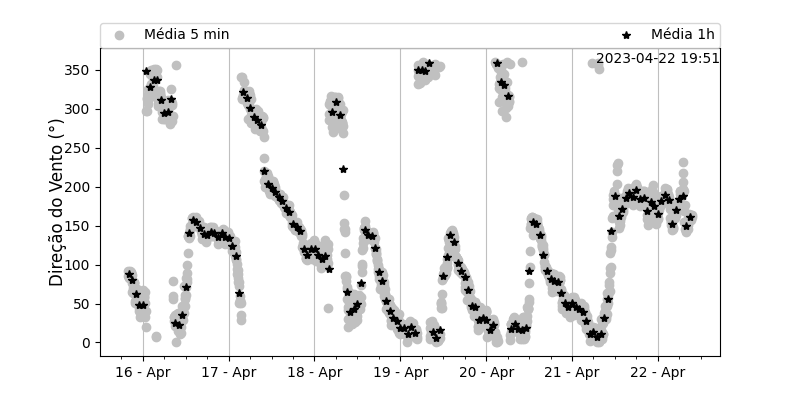 Média 5 min
Média 1h
2023-04-22 19:51
Direção do Vento (°)
350
300
250
200
150
100
50
0
16 - Apr
17 - Apr
18 - Apr
19 - Apr
20 - Apr
21 - Apr
22 - Apr